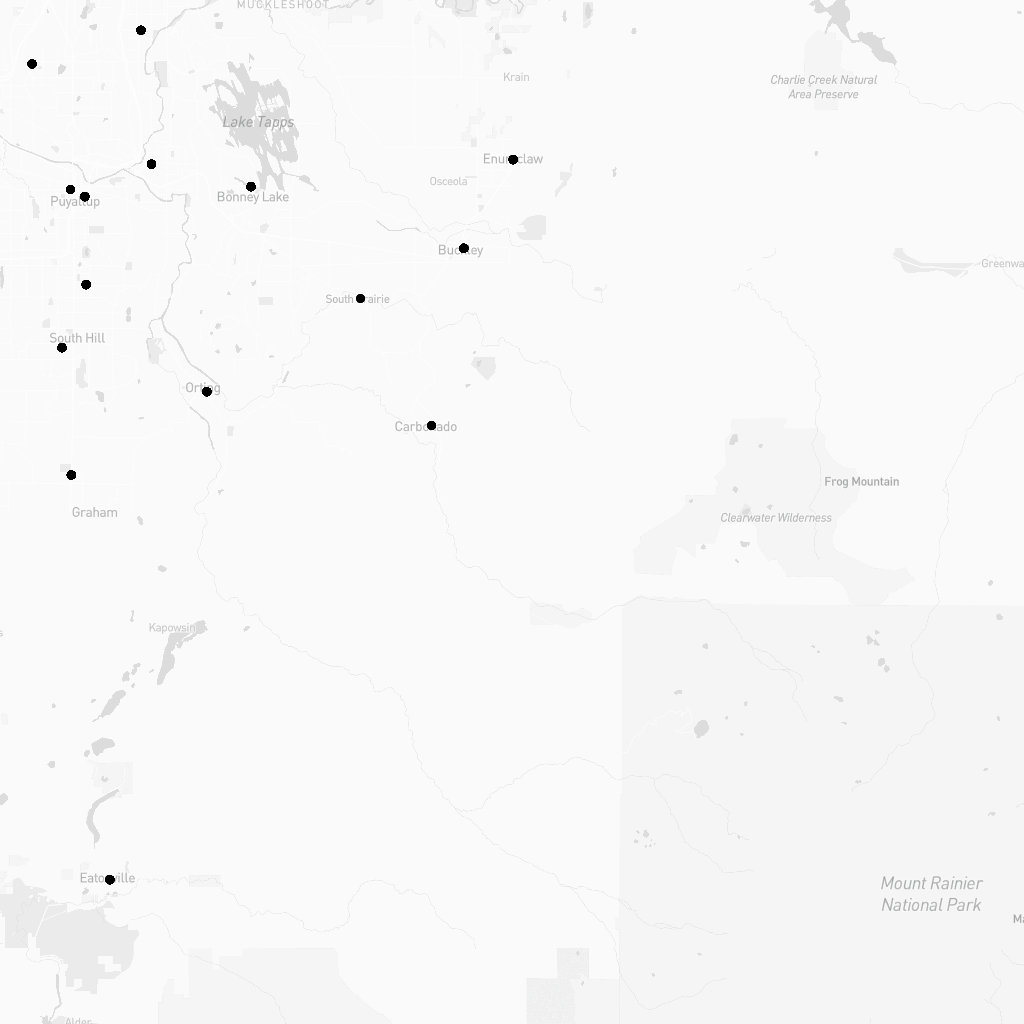 MUCKLESHOOT
Krain
Charlie Creek Natural
Area Preserve
Lake Tapps
Enumclaw
Osceola
Bonney Lake
Puyallup
Buckley
Greenwa
South Prairie
South Hill
Orting
Carbonado
Frog Mountain
Graham
Clearwater Wilderness
Kapowsin
s
Eatonville
Mount Rainier
National Park
Ma
Alder